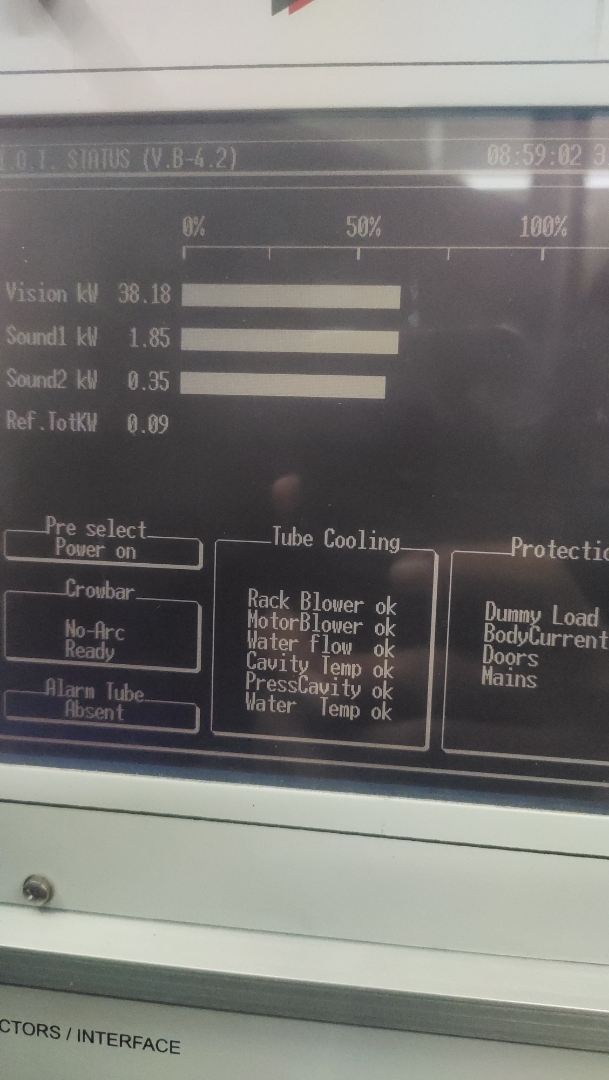 I.O.T. STATUS (V.B-4.2) 08:59:02 3
0% 50% 100%
Vision kW 38.18
Sound1 kW 1.85
Sound2 kW 0.35
Ref.TotKW 0.09
Pre select
Power on
Crowbar
No-Arc
Ready
Alarm Tube
Absent
Tube Cooling
Rack Blower ok
MotorBlower ok
Water flow ok
Cavity Temp ok
PressCavity ok
Water Temp ok
Protectio
Dummy Load
BodyCurrent
Doors
Mains
CTORS / INTERFACE